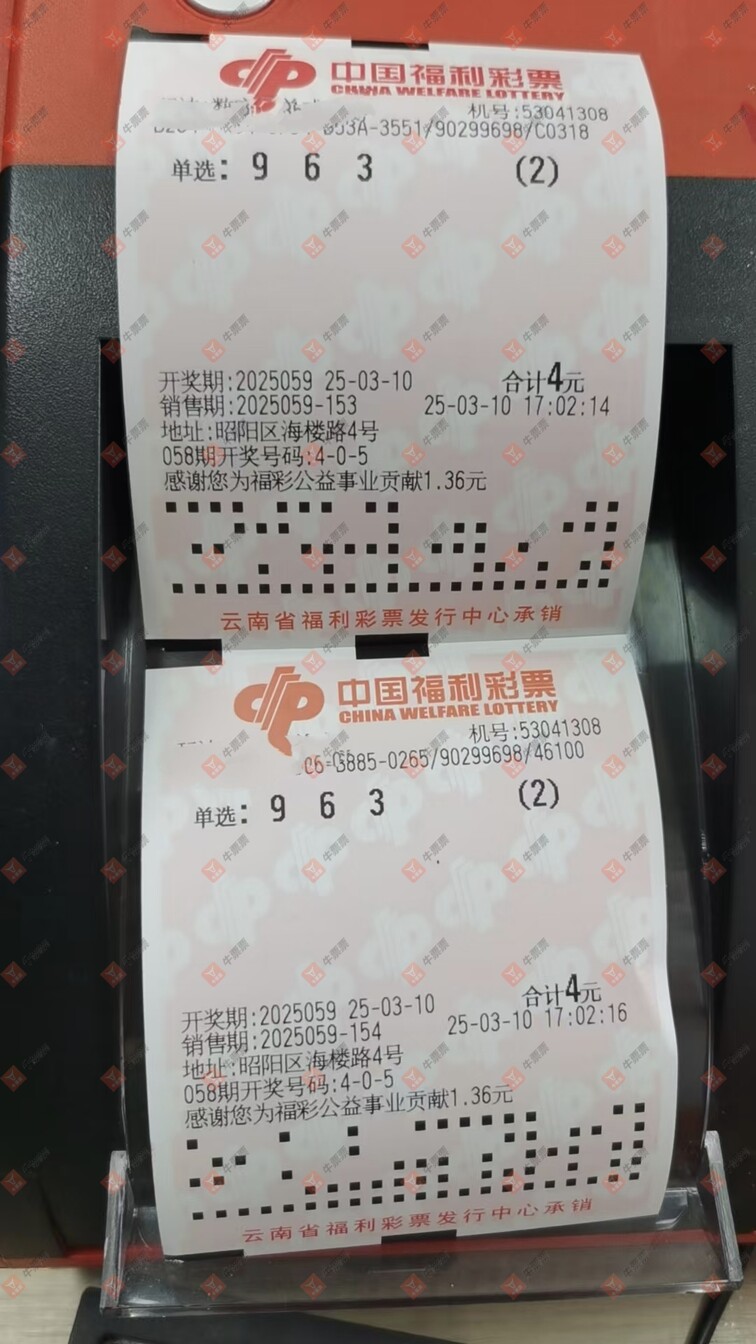 中国福利彩票
CHINA WELFARE LOTTERY
机号:53041308
B53A-3551/90299698/C0318
单选: 9 6 3 (2)
开奖期:2025059 25-03-10 合计4元
销售期:2025059-153 25-03-10 17:02:14
地址:昭阳区海楼路4号
058期开奖号码:4-0-5
感谢您为福彩公益事业贡献1.36元
云南省福利彩票发行中心承销
中国福利彩票
CHINA WELFARE LOTTERY
机号:53041308
C6-G885-0265/90299698/46100
单选: 9 6 3 (2)
开奖期:2025059 25-03-10 合计4元
销售期:2025059-154 25-03-10 17:02:16
地址:昭阳区海楼路4号
058期开奖号码:4-0-5
感谢您为福彩公益事业贡献1.36元
云南省福利彩票发行中心承销
牛票票